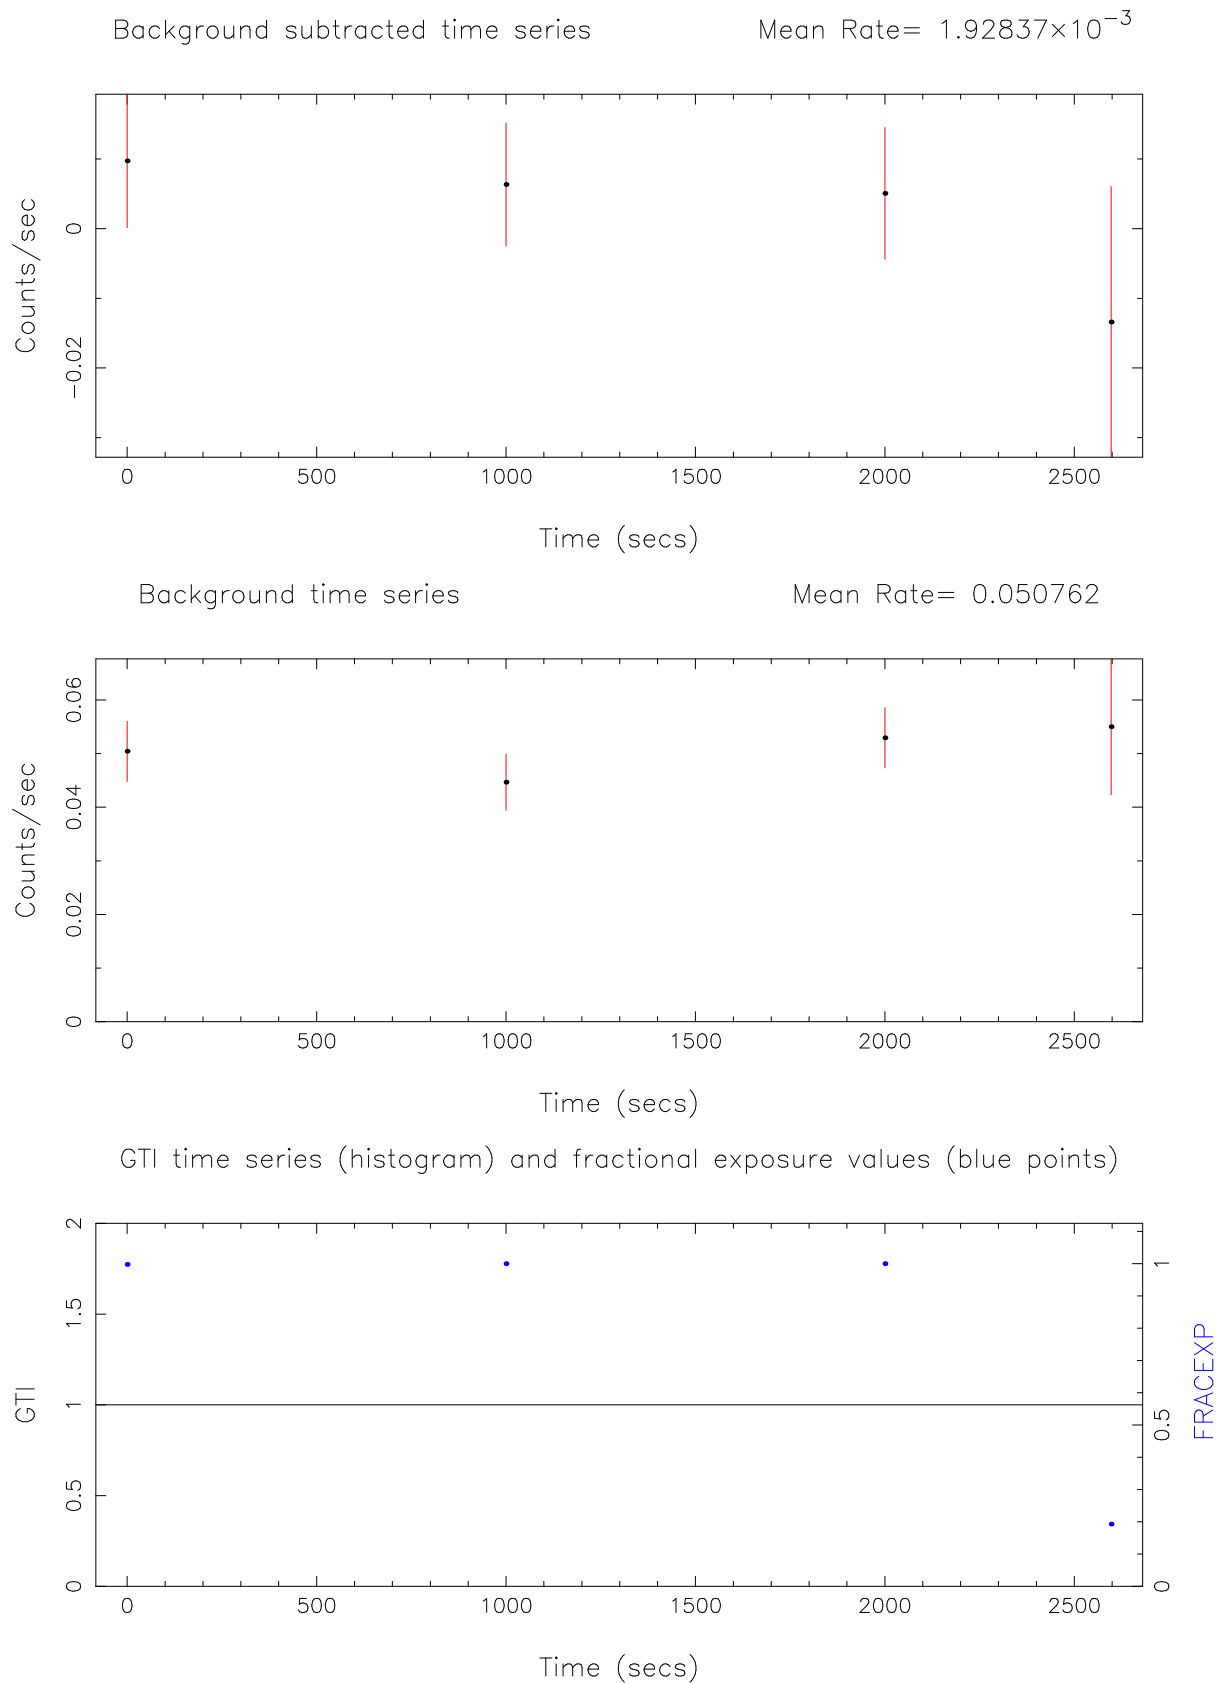 Background subtracted time series Mean Rate= 1.92837×10⁻³
Counts/sec
0
−0.02
0 500 1000 1500 2000 2500
Time (secs)
Background time series Mean Rate= 0.050762
Counts/sec
0.06
0.04
0.02
0
0 500 1000 1500 2000 2500
Time (secs)
GTI time series (histogram) and fractional exposure values (blue points)
GTI
2
1.5
1
0.5
0
1
0.5
0
FRACEXP
0 500 1000 1500 2000 2500
Time (secs)